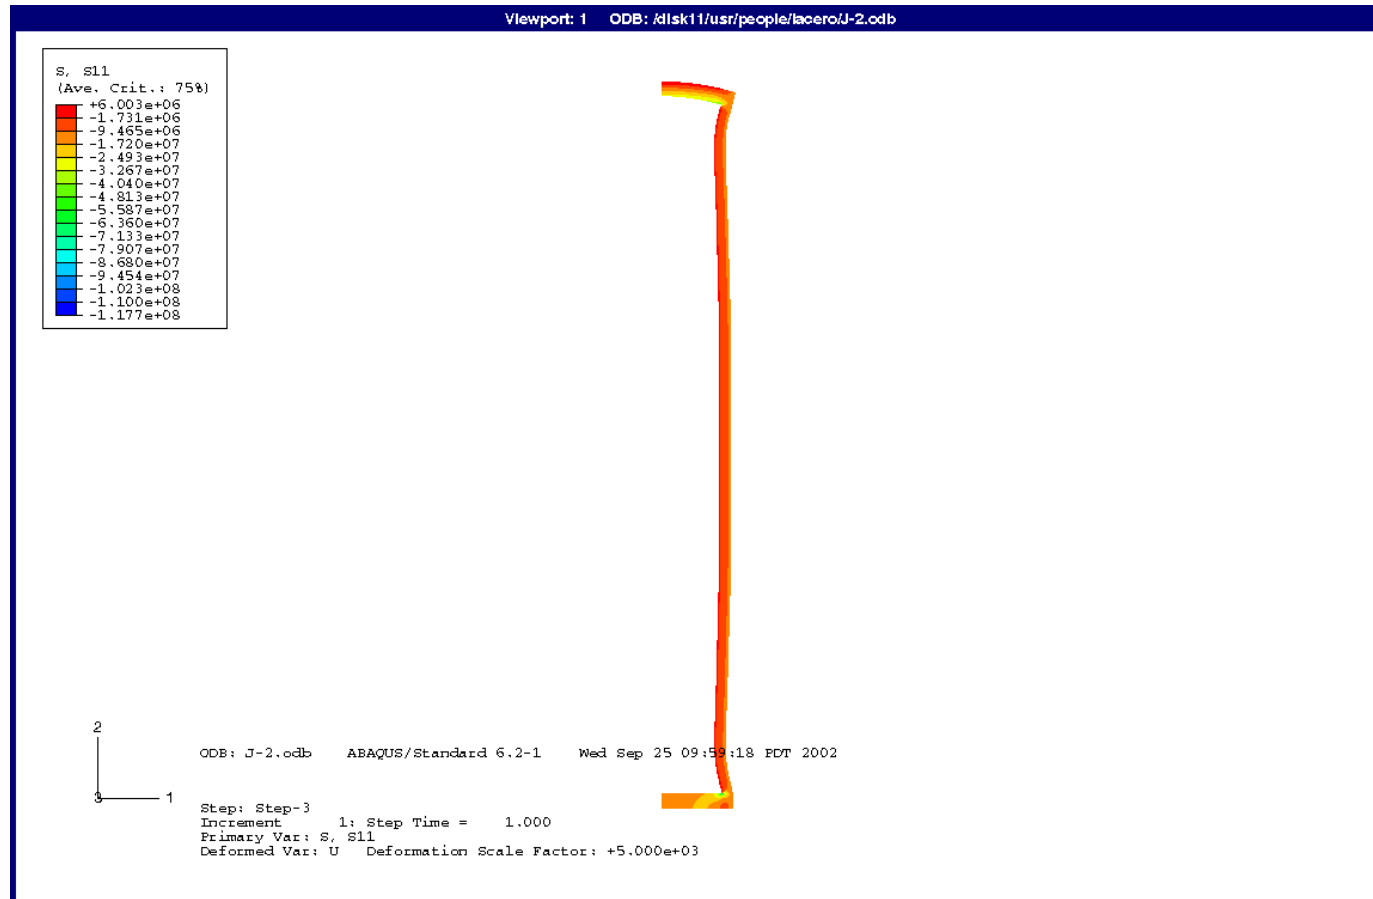 Viewport: 1 ODB: /disk11/usr/people/lacero/J-2.odb
S, S11
(Ave. Crit.: 75%)
+6.003e+06
-1.731e+06
-9.465e+06
-1.720e+07
-2.493e+07
-3.267e+07
-4.040e+07
-4.813e+07
-5.587e+07
-6.360e+07
-7.133e+07
-7.907e+07
-8.680e+07
-9.454e+07
-1.023e+08
-1.100e+08
-1.177e+08
2
3 1
ODB: J-2.odb ABAQUS/Standard 6.2-1 Wed Sep 25 09:59:18 PDT 2002
Step: Step-3
Increment 1: Step Time = 1.000
Primary Var: S, S11
Deformed Var: U Deformation Scale Factor: +5.000e+03